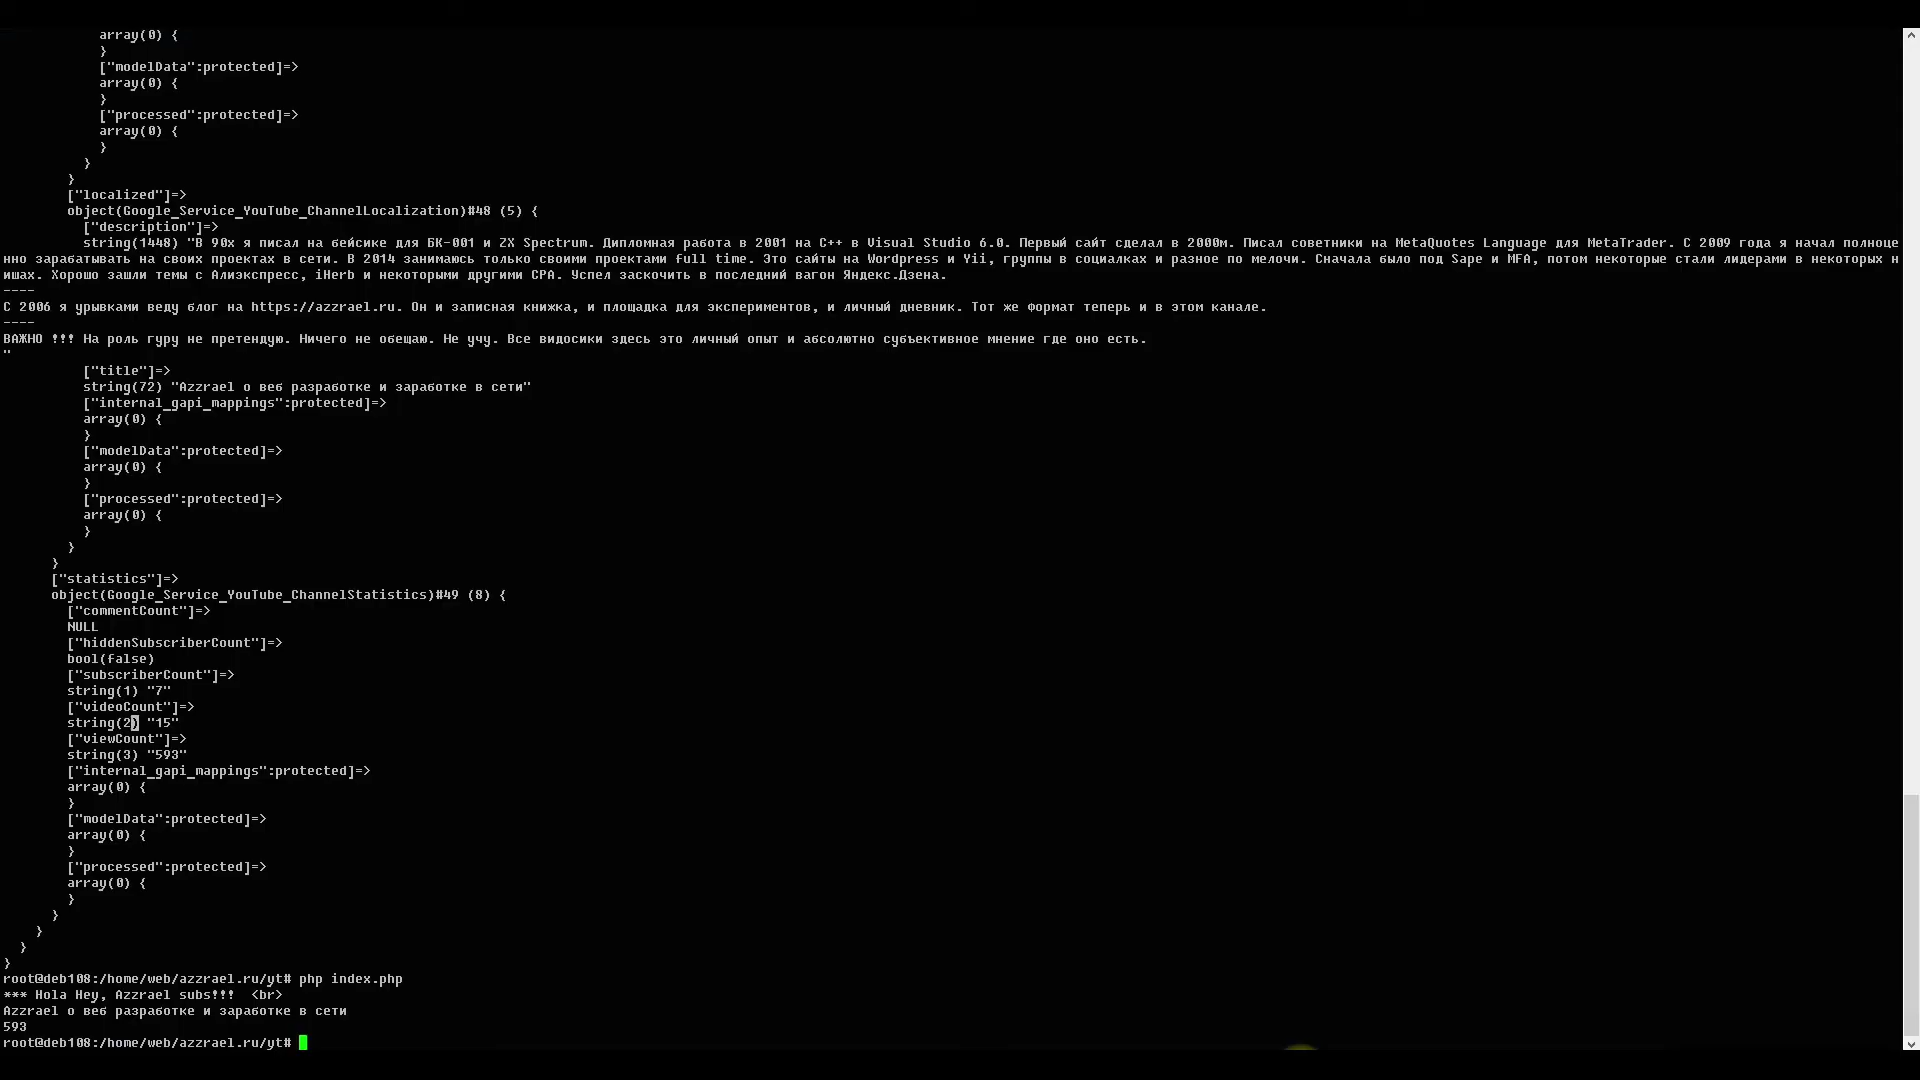 array(0) {
}
["modelData":protected]=>
array(0) {
}
["processed":protected]=>
array(0) {
}
}
}
["localized"]=>
object(Google_Service_YouTube_ChannelLocalization)#48 (5) {
["description"]=>
string(1448) "В 90х я писал на бейсике для БК-001 и ZX Spectrum. Дипломная работа в 2001 на C++ в Visual Studio 6.0. Первый сайт сделал в 2000м. Писал советники на MetaQuotes Language для MetaTrader. С 2009 года я начал полноце
нно зарабатывать на своих проектах в сети. В 2014 занимаюсь только своими проектами full time. Это сайты на Wordpress и Yii, группы в социалках и разное по мелочи. Сначала было под Sape и MFA, потом некоторые стали лидерами в некоторых н
ишах. Хорошо зашли темы с Алиэкспресс, iHerb и некоторыми другими CPA. Успел заскочить в последний вагон Яндекс.Дзена.
----
С 2006 я урывками веду блог на https://azzrael.ru. Он и записная книжка, и площадка для экспериментов, и личный дневник. Тот же формат теперь и в этом канале.
----
ВАЖНО !!! На роль гуру не претендую. Ничего не обещаю. Не учу. Все видосики здесь это личный опыт и абсолютно субъективное мнение где оно есть.
"
["title"]=>
string(72) "Azzrael о веб разработке и заработке в сети"
["internal_gapi_mappings":protected]=>
array(0) {
}
["modelData":protected]=>
array(0) {
}
["processed":protected]=>
array(0) {
}
}
}
["statistics"]=>
object(Google_Service_YouTube_ChannelStatistics)#49 (8) {
["commentCount"]=>
NULL
["hiddenSubscriberCount"]=>
bool(false)
["subscriberCount"]=>
string(1) "7"
["videoCount"]=>
string(2) "15"
["viewCount"]=>
string(3) "593"
["internal_gapi_mappings":protected]=>
array(0) {
}
["modelData":protected]=>
array(0) {
}
["processed":protected]=>
array(0) {
}
}
}
}
}
root@deb108:/home/web/azzrael.ru/yt# php index.php
*** Hola Hey, Azzrael subs!!!  <br>
Azzrael о веб разработке и заработке в сети
593
root@deb108:/home/web/azzrael.ru/yt#